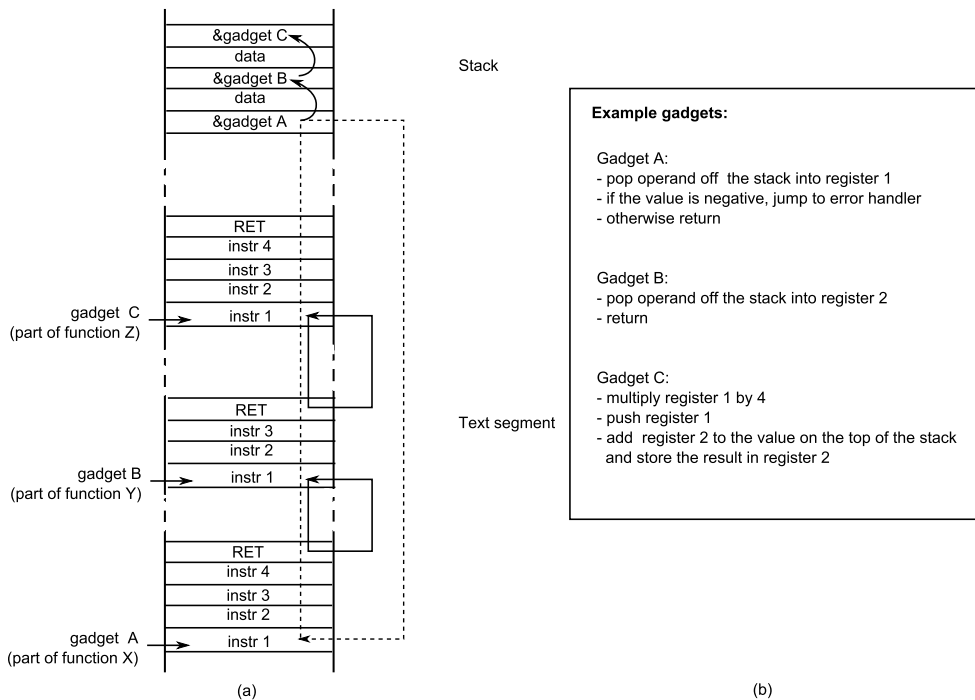 &gadget C
data
&gadget B
data
&gadget A
Stack
RET
instr 4
instr 3
instr 2
instr 1
gadget C
(part of function Z)
RET
instr 3
instr 2
instr 1
gadget B
(part of function Y)
Text segment
RET
instr 4
instr 3
instr 2
instr 1
gadget A
(part of function X)
(a)
Example gadgets:
Gadget A:
- pop operand off the stack into register 1
- if the value is negative, jump to error handler
- otherwise return
Gadget B:
- pop operand off the stack into register 2
- return
Gadget C:
- multiply register 1 by 4
- push register 1
- add register 2 to the value on the top of the stack
and store the result in register 2
(b)